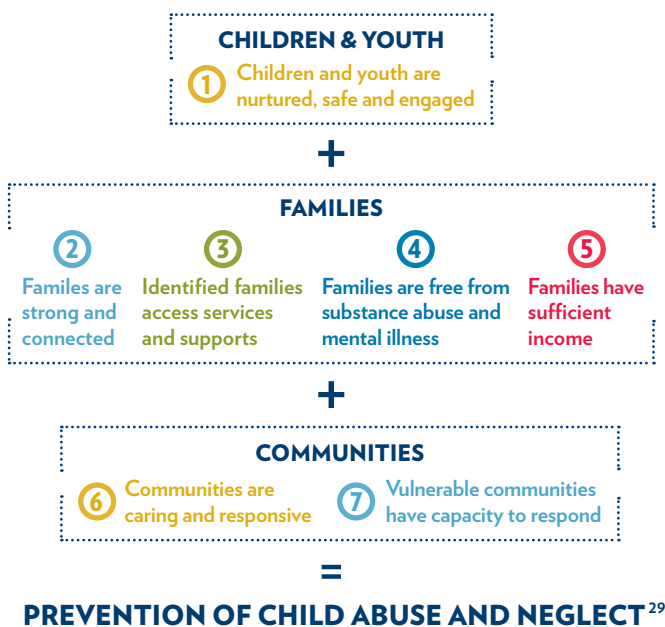 CHILDREN & YOUTH
1 Children and youth are
nurtured, safe and engaged
+
FAMILIES
2
Familes are
strong and
connected
3
Identified families
access services
and supports
4
Families are free from
substance abuse and
mental illness
5
Families have
sufficient
income
+
COMMUNITIES
6 Communities are
caring and responsive
7 Vulnerable communities
have capacity to respond
=
PREVENTION OF CHILD ABUSE AND NEGLECT 29